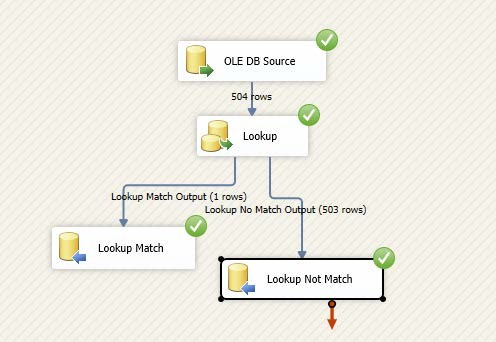 OLE DB Source
504 rows
Lookup
Lookup Match Output (1 rows)
Lookup No Match Output (503 rows)
Lookup Match
Lookup Not Match